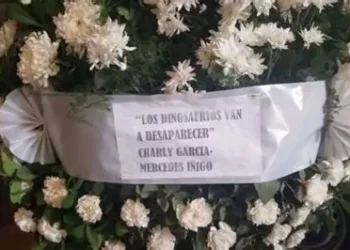 "LOS DINOSAURIOS VAN
A DESAPARECER"
CHARLY GARCIA-
MERCEDES IÑIGO